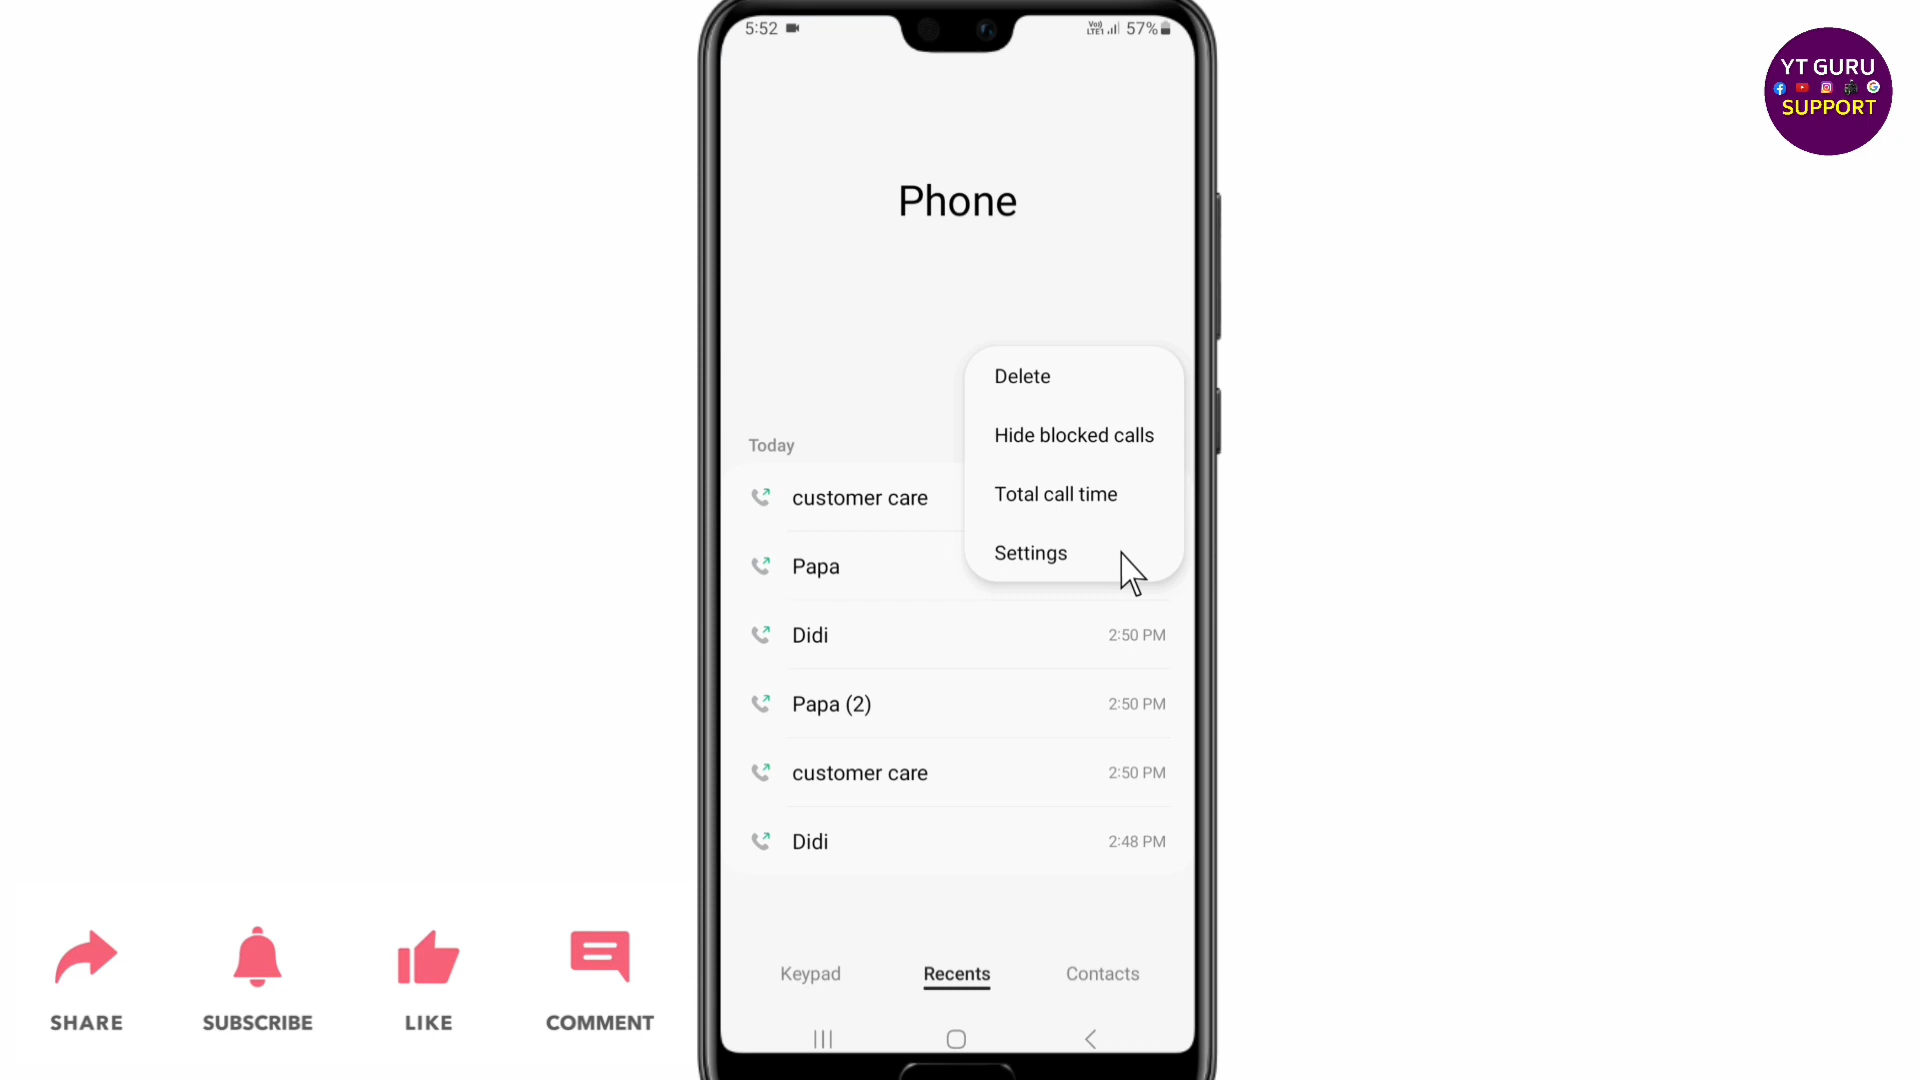 5:52
Vo))
LTE1
57%
YT GURU
SUPPORT
Phone
Delete
Hide blocked calls
Total call time
Settings
Today
customer care
Papa
Didi 2:50 PM
Papa (2) 2:50 PM
customer care 2:50 PM
Didi 2:48 PM
Keypad Recents Contacts
SHARE SUBSCRIBE LIKE COMMENT